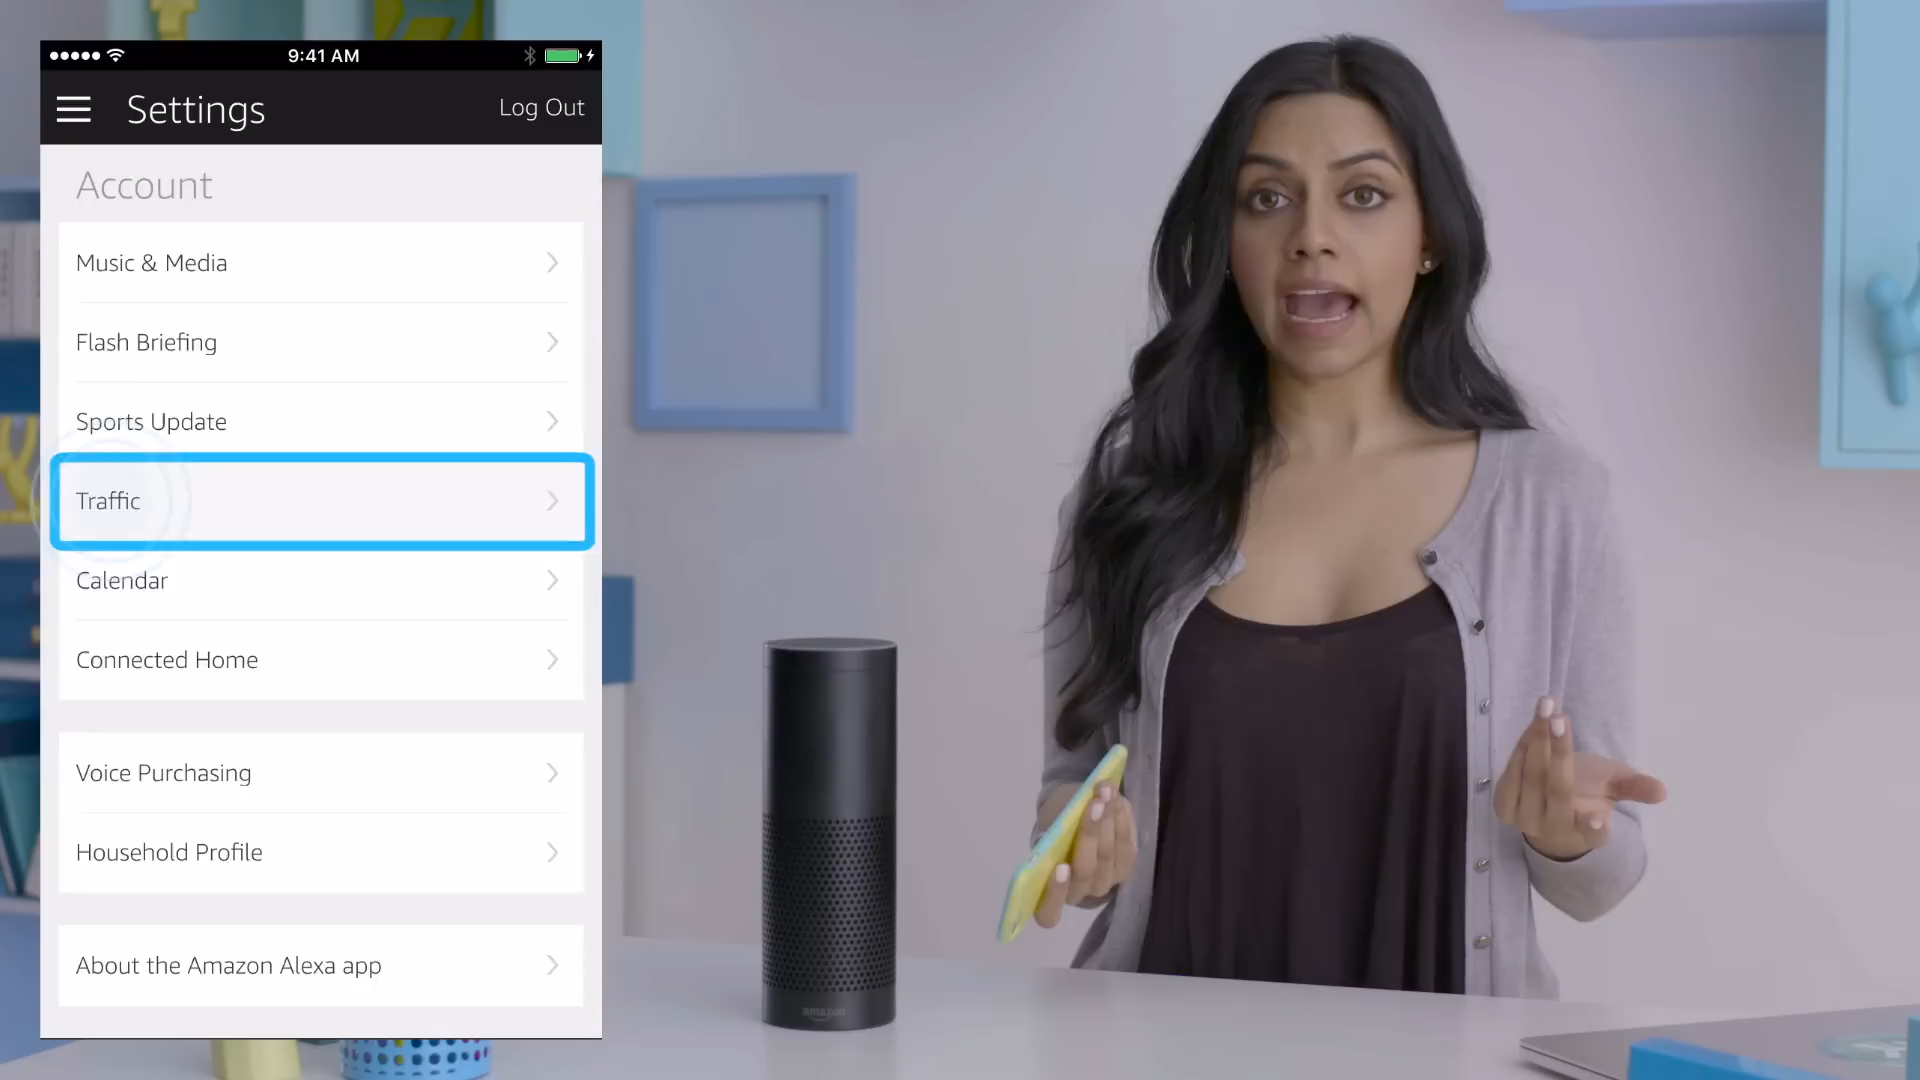 9:41 AM
Settings
Log Out
Account
Music & Media
Flash Briefing
Sports Update
Traffic
Calendar
Connected Home
Voice Purchasing
Household Profile
About the Amazon Alexa app
amazon